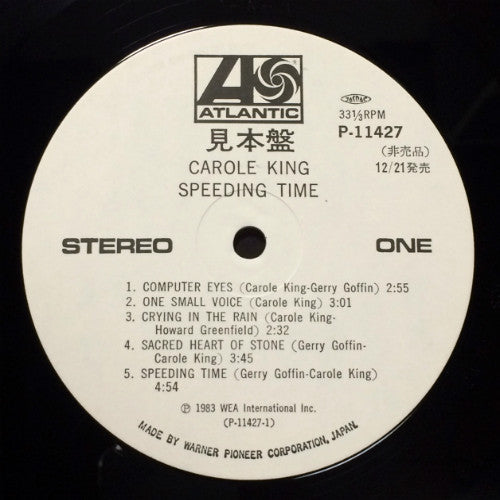 ATLANTIC
見本盤
33⅓RPM
P-11427
(非売品)
12/21発売
CAROLE KING
SPEEDING TIME
STEREO
ONE
1. COMPUTER EYES (Carole King-Gerry Goffin) 2:55
2. ONE SMALL VOICE (Carole King) 3:01
3. CRYING IN THE RAIN (Carole King-
Howard Greenfield) 2:32
4. SACRED HEART OF STONE (Gerry Goffin-
Carole King) 3:45
5. SPEEDING TIME (Gerry Goffin-Carole King)
4:54
℗ 1983 WEA International Inc.
(P-11427-1)
MADE BY WARNER PIONEER CORPORATION, JAPAN.